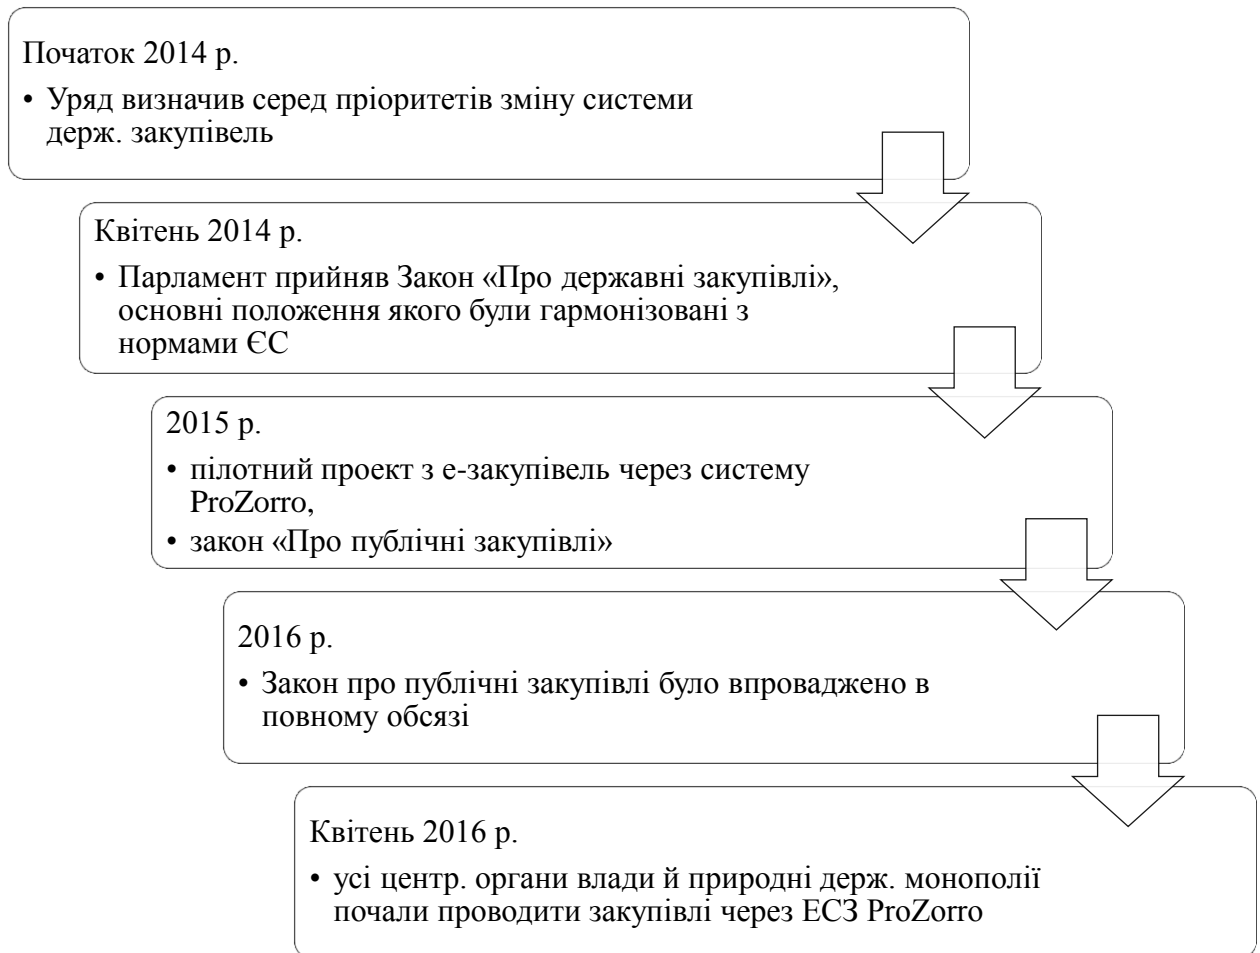 Початок 2014 р.
• Уряд визначив серед пріоритетів зміну системи
держ. закупівель
Квітень 2014 р.
• Парламент прийняв Закон «Про державні закупівлі»,
основні положення якого були гармонізовані з
нормами ЄС
2015 р.
• пілотний проект з е-закупівель через систему
ProZorro,
• закон «Про публічні закупівлі»
2016 р.
• Закон про публічні закупівлі було впроваджено в
повному обсязі
Квітень 2016 р.
• усі центр. органи влади й природні держ. монополії
почали проводити закупівлі через ЕСЗ ProZorro